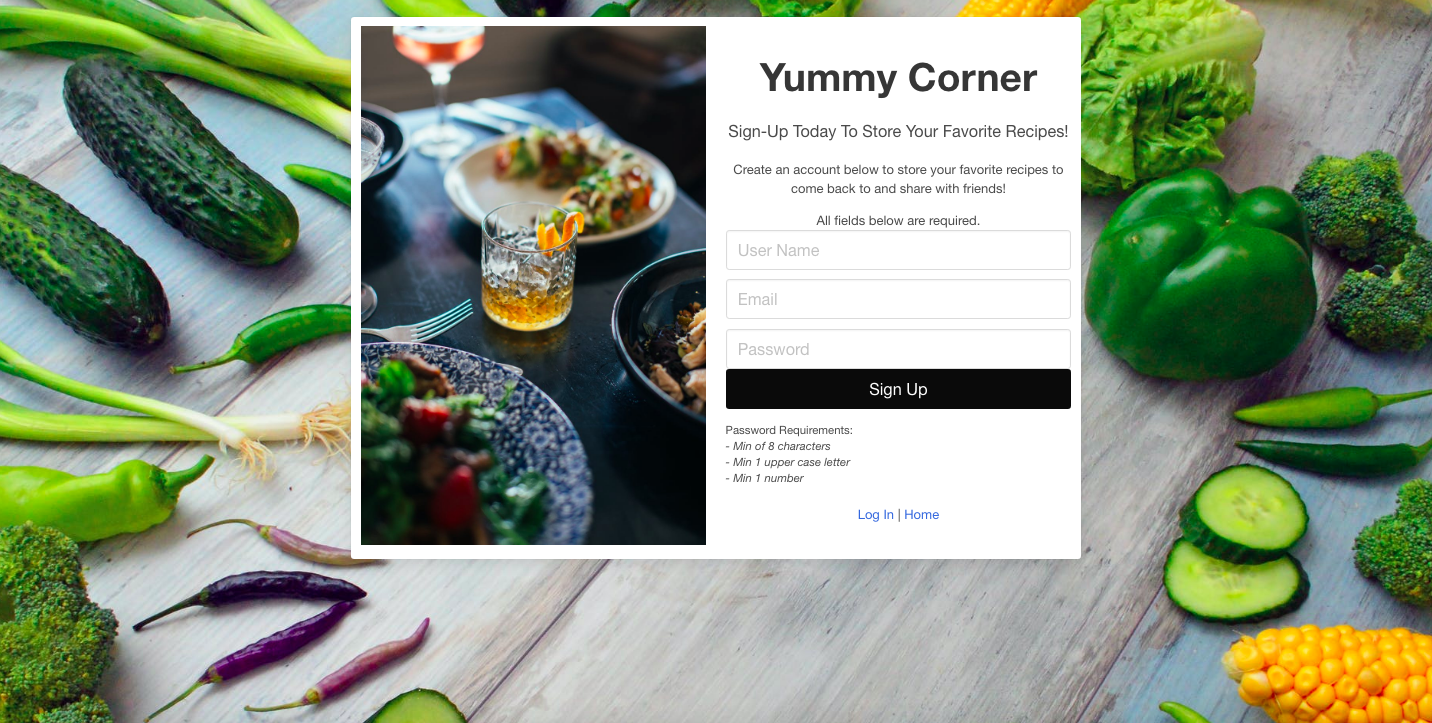 Yummy Corner
Sign-Up Today To Store Your Favorite Recipes!
Create an account below to store your favorite recipes to
come back to and share with friends!
All fields below are required.
User Name
Email
Password
Sign Up
Password Requirements:
- Min of 8 characters
- Min 1 upper case letter
- Min 1 number
Log In | Home